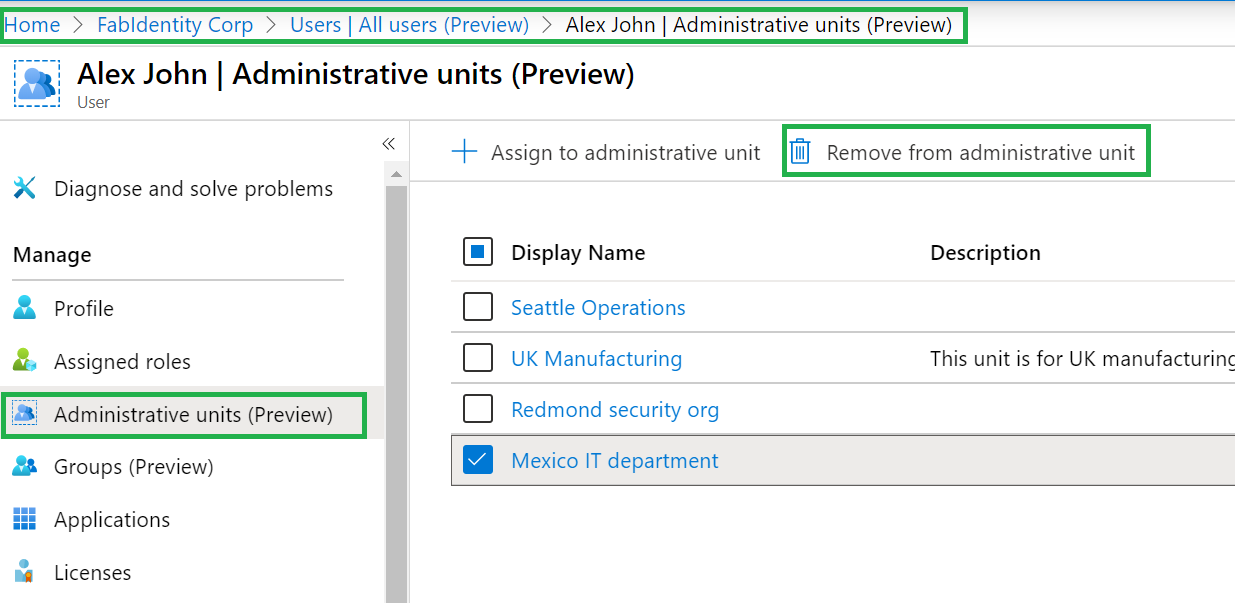 Home > FabIdentity Corp > Users | All users (Preview) > Alex John | Administrative units (Preview)
Alex John | Administrative units (Preview)
User
«
Diagnose and solve problems
Manage
Profile
Assigned roles
Administrative units (Preview)
Groups (Preview)
Applications
Licenses
+ Assign to administrative unit Remove from administrative unit
Display Name Description
Seattle Operations
UK Manufacturing This unit is for UK manufacturing
Redmond security org
Mexico IT department